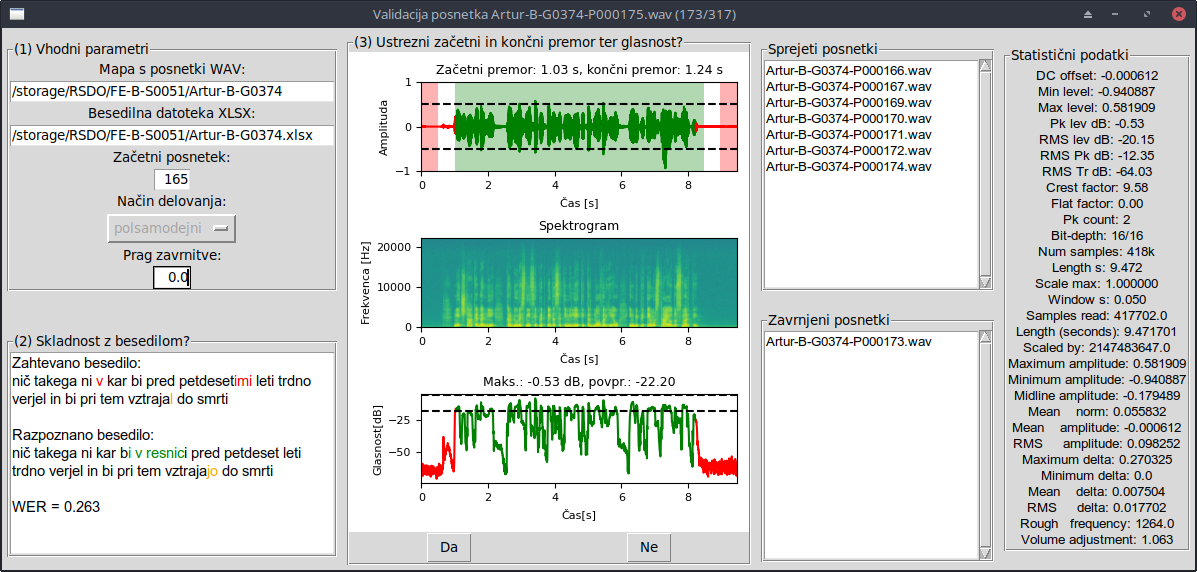 Validacija posnetka Artur-B-G0374-P000175.wav (173/317)
(1) Vhodni parametri
Mapa s posnetki WAV:
/storage/RSDO/FE-B-S0051/Artur-B-G0374
Besedilna datoteka XLSX:
/storage/RSDO/FE-B-S0051/Artur-B-G0374.xlsx
Začetni posnetek:
165
Način delovanja:
polsamodejni
Prag zavrnitve:
0.0
(2) Skladnost z besedilom?
Zahtevano besedilo:
nič takega ni v kar bi pred petdesetimi leti trdno
verjel in bi pri tem vztrajal do smrti
Razpoznano besedilo:
nič takega ni kar bi v resnici pred petdeset leti
trdno verjel in bi pri tem vztrajajo do smrti
WER = 0.263
(3) Ustrezni začetni in končni premor ter glasnost?
Začetni premor: 1.03 s, končni premor: 1.24 s
Amplituda
1
0
−1
0 2 4 6 8
Čas [s]
Spektrogram
Frekvenca [Hz]
20000
10000
0
0 2 4 6 8
Čas [s]
Maks.: -0.53 dB, povpr.: -22.20
Glasnost[dB]
−25
−50
0 2 4 6 8
Čas[s]
Da
Ne
Sprejeti posnetki
Artur-B-G0374-P000166.wav
Artur-B-G0374-P000167.wav
Artur-B-G0374-P000169.wav
Artur-B-G0374-P000170.wav
Artur-B-G0374-P000171.wav
Artur-B-G0374-P000172.wav
Artur-B-G0374-P000174.wav
Zavrnjeni posnetki
Artur-B-G0374-P000173.wav
Statistični podatki
DC offset: -0.000612
Min level: -0.940887
Max level: 0.581909
Pk lev dB: -0.53
RMS lev dB: -20.15
RMS Pk dB: -12.35
RMS Tr dB: -64.03
Crest factor: 9.58
Flat factor: 0.00
Pk count: 2
Bit-depth: 16/16
Num samples: 418k
Length s: 9.472
Scale max: 1.000000
Window s: 0.050
Samples read: 417702.0
Length (seconds): 9.471701
Scaled by: 2147483647.0
Maximum amplitude: 0.581909
Minimum amplitude: -0.940887
Midline amplitude: -0.179489
Mean norm: 0.055832
Mean amplitude: -0.000612
RMS amplitude: 0.098252
Maximum delta: 0.270325
Minimum delta: 0.0
Mean delta: 0.007504
RMS delta: 0.017702
Rough frequency: 1264.0
Volume adjustment: 1.063